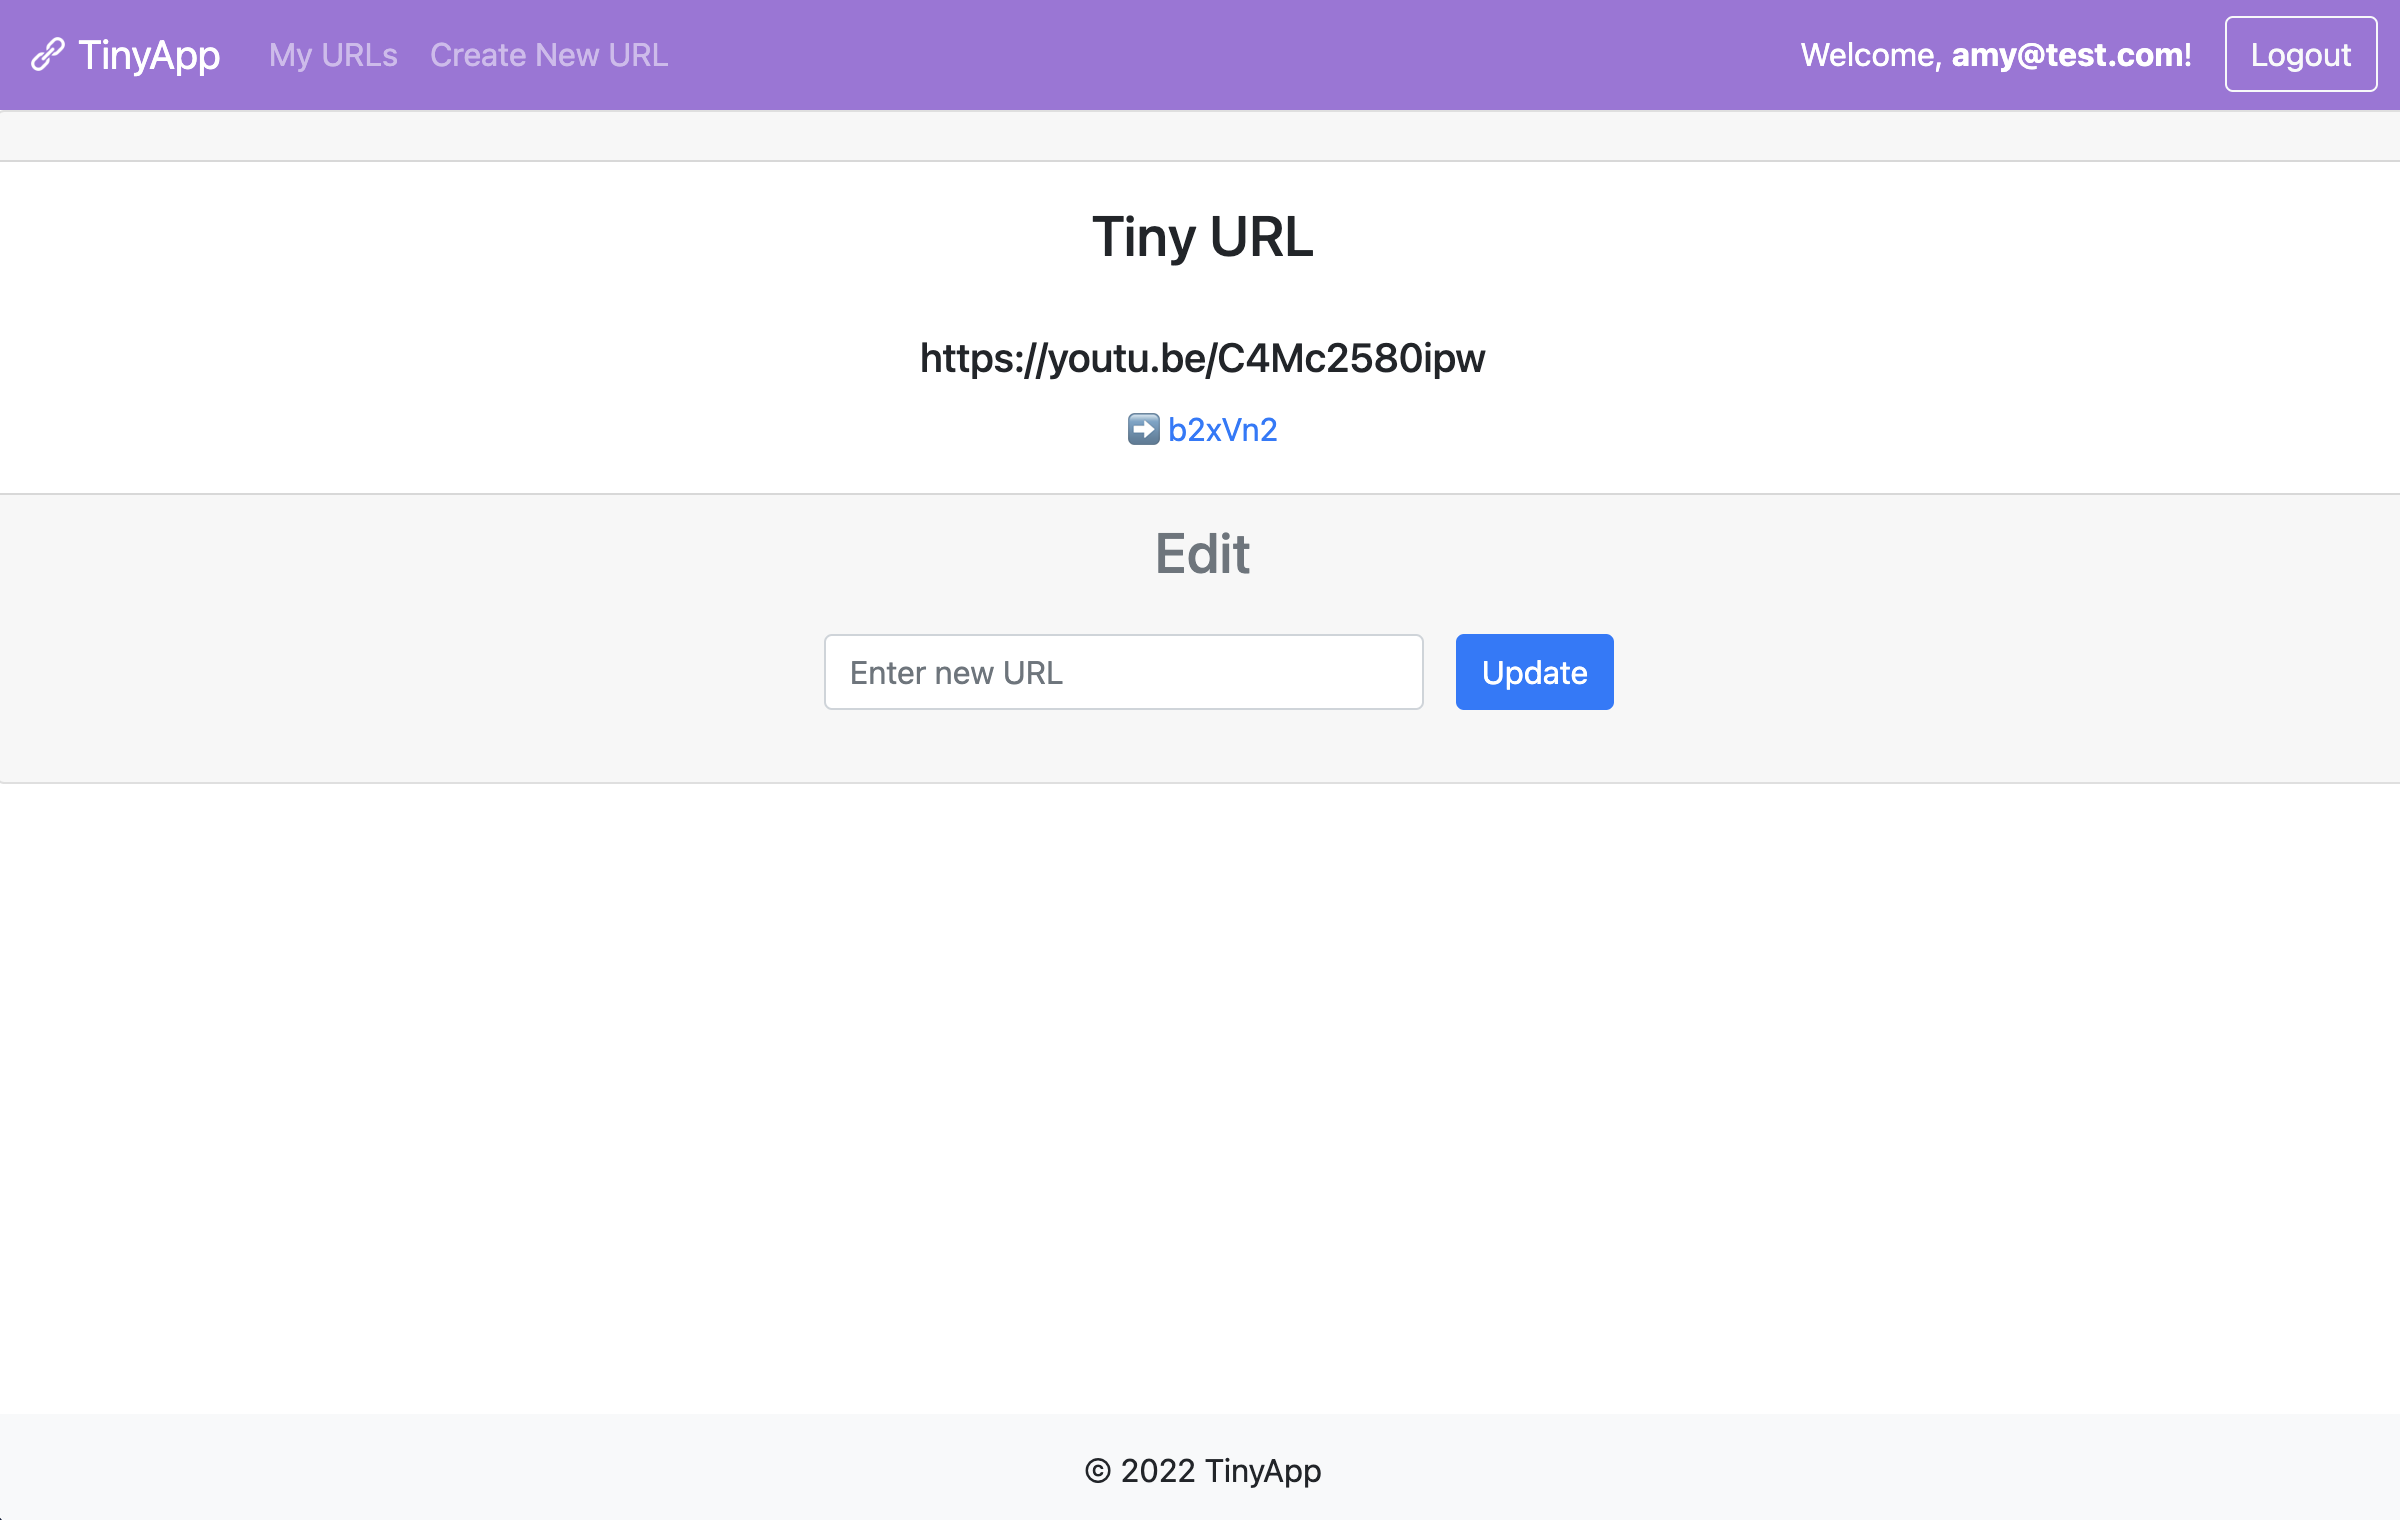 TinyApp My URLs Create New URL Welcome, amy@test.com! Logout
Tiny URL
https://youtu.be/C4Mc2580ipw
➡️ b2xVn2
Edit
Enter new URL Update
© 2022 TinyApp